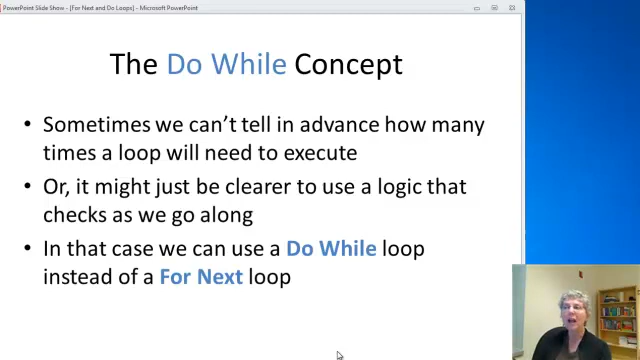 PowerPoint Slide Show - [For Next and Do Loops] - Microsoft PowerPoint
The Do While Concept
• Sometimes we can't tell in advance how many
times a loop will need to execute
• Or, it might just be clearer to use a logic that
checks as we go along
• In that case we can use a Do While loop
instead of a For Next loop